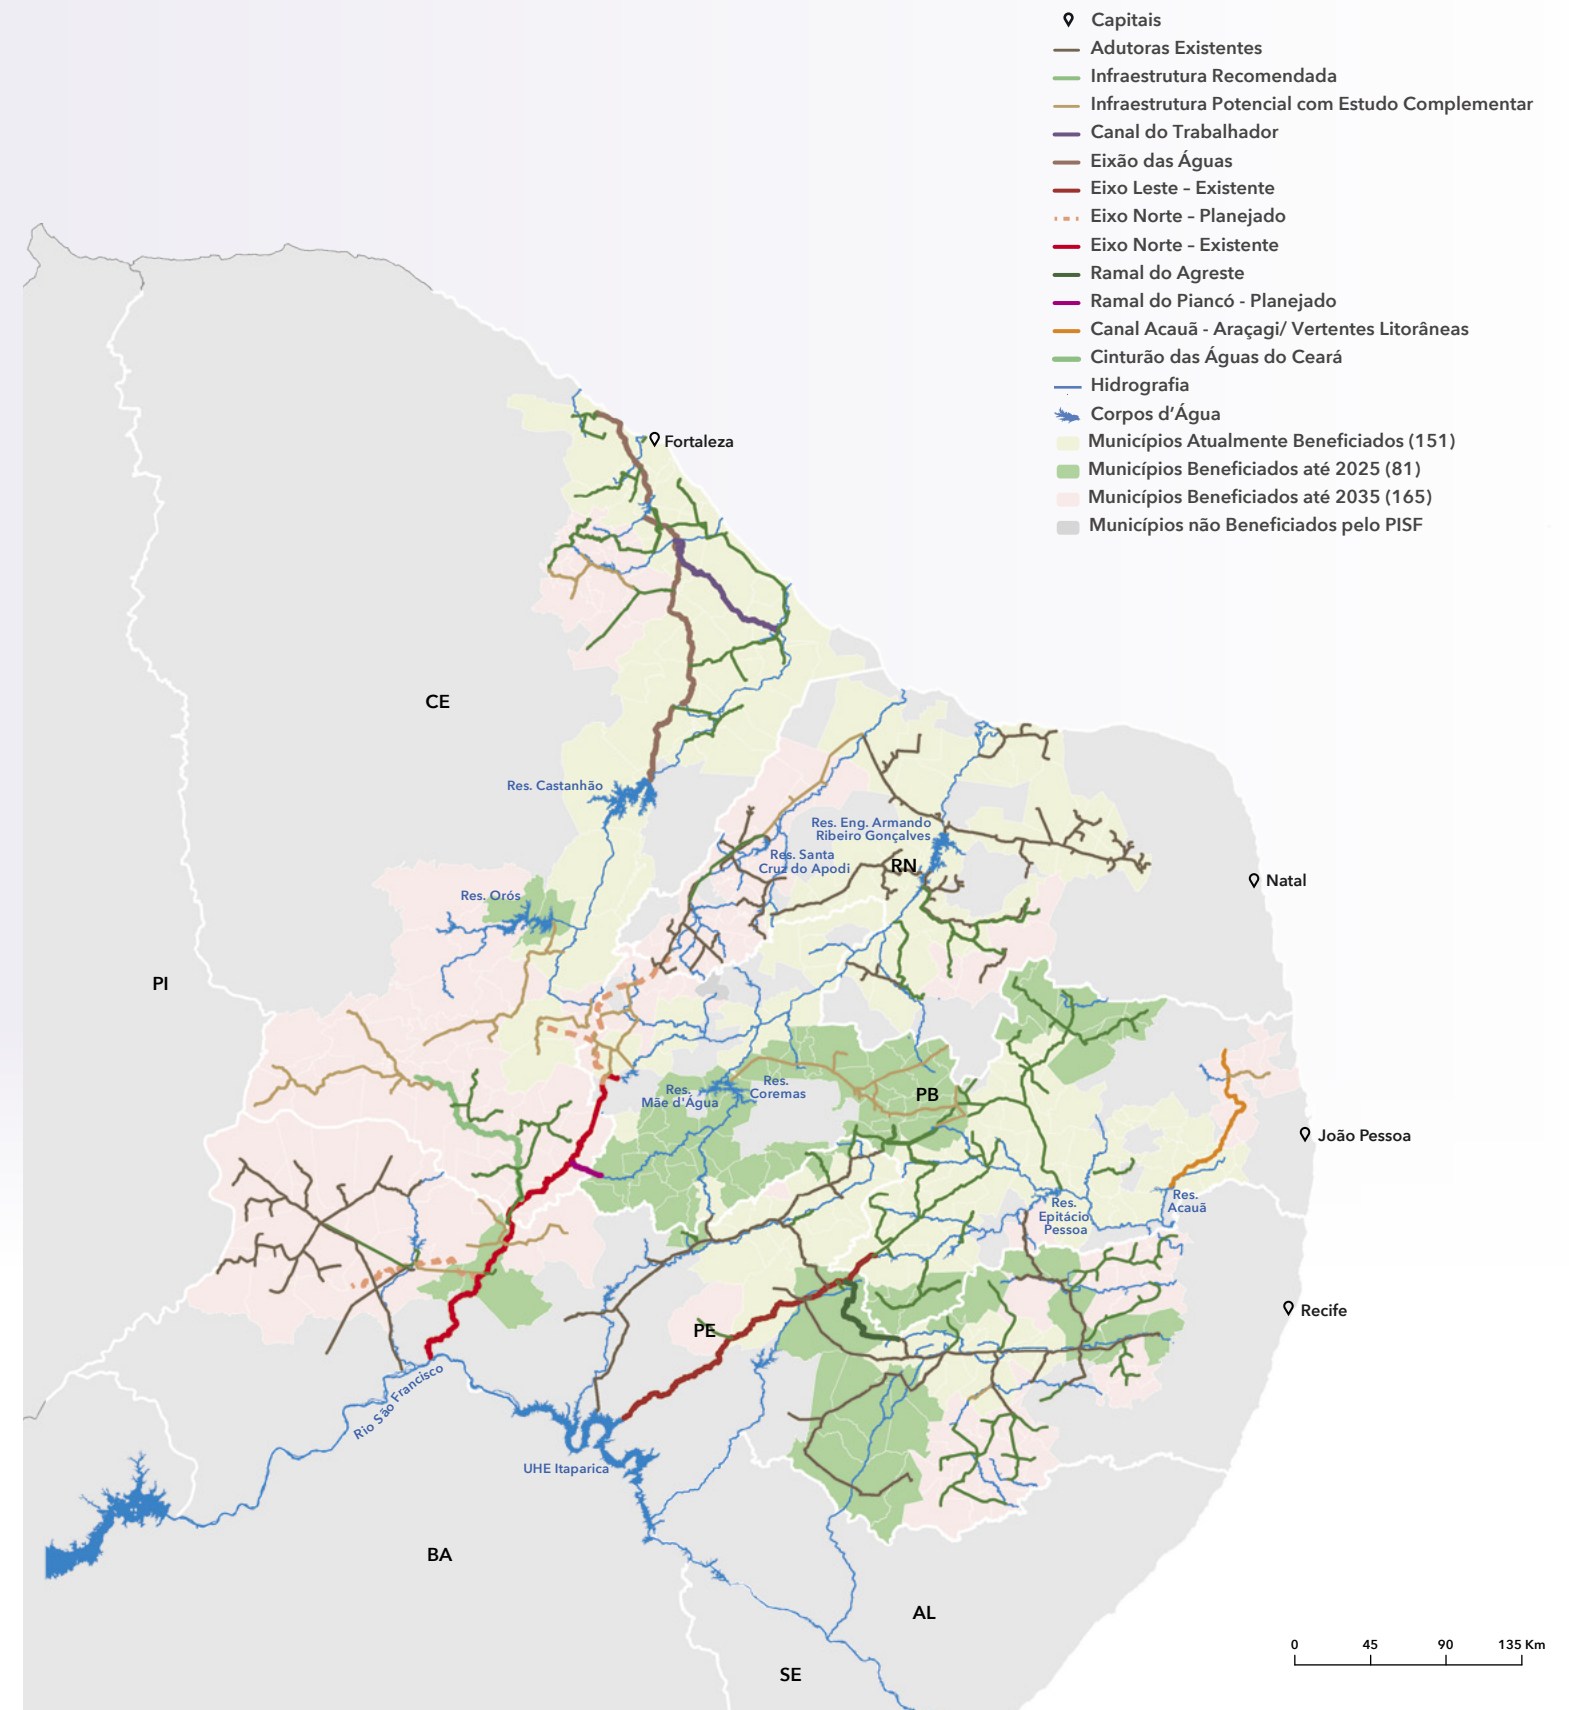 Capitais
Adutoras Existentes
Infraestrutura Recomendada
Infraestrutura Potencial com Estudo Complementar
Canal do Trabalhador
Eixão das Águas
Eixo Leste – Existente
Eixo Norte – Planejado
Eixo Norte – Existente
Ramal do Agreste
Ramal do Piancó - Planejado
Canal Acauã - Araçagi/ Vertentes Litorâneas
Cinturão das Águas do Ceará
Hidrografia
Corpos d’Água
Municípios Atualmente Beneficiados (151)
Municípios Beneficiados até 2025 (81)
Municípios Beneficiados até 2035 (165)
Municípios não Beneficiados pelo PISF
Fortaleza
CE
Res. Castanhão
Res. Eng. Armando
Ribeiro Gonçalves
Res. Santa
Cruz do Apodi
RN
Natal
Res. Orós
PI
Res.
Mãe d'Água
Res.
Coremas
PB
João Pessoa
Res.
Epitácio
Pessoa
Res.
Acauã
Recife
PE
Rio São Francisco
UHE Itaparica
BA
AL
SE
0 45 90 135 Km